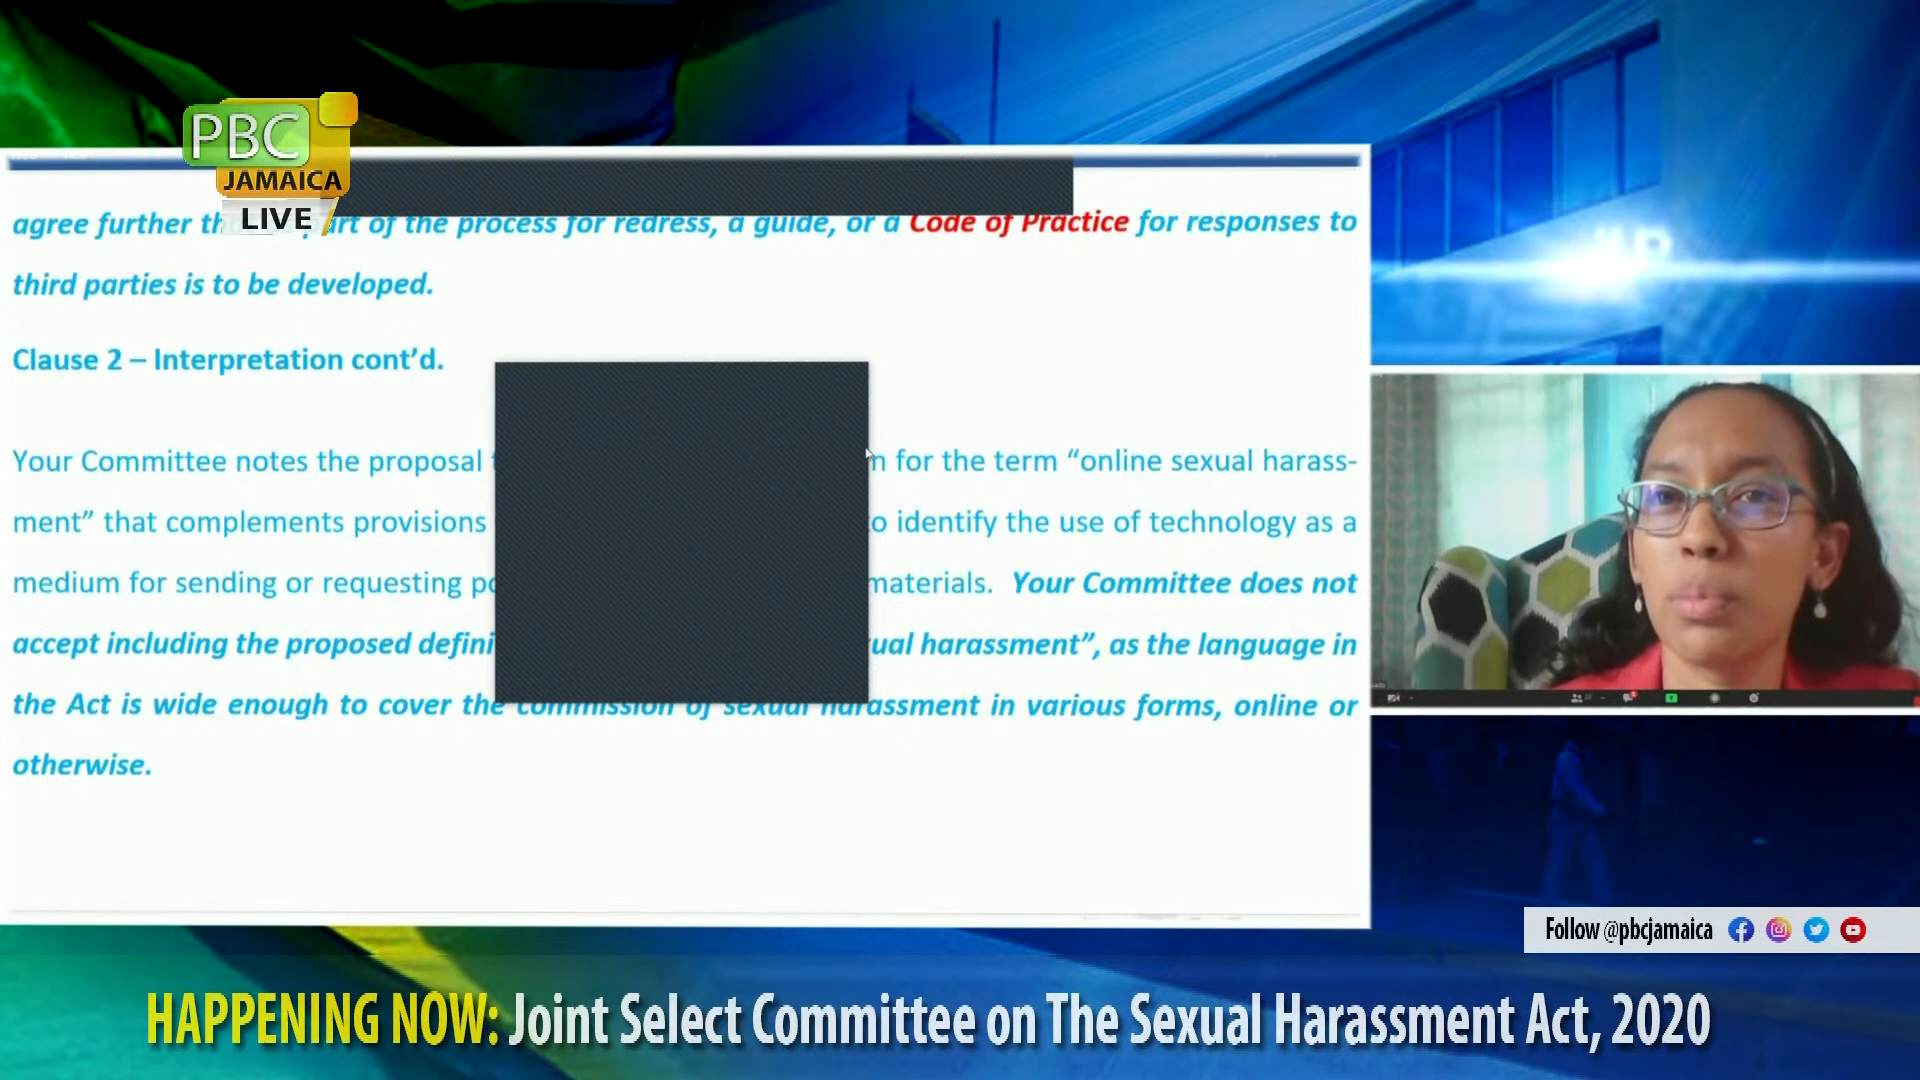 PBC
JAMAICA
LIVE
agree further part of the process for redress, a guide, or a Code of Practice for responses to
third parties is to be developed.
Clause 2 – Interpretation cont’d.
Your Committee notes the proposal for the term “online sexual harass-
ment” that complements provisions identify the use of technology as a
medium for sending or requesting materials. Your Committee does not
accept including the proposed harassment”, as the language in
the Act is wide enough to cover the commission of sexual harassment in various forms, online or
otherwise.
Follow @pbcjamaica
HAPPENING NOW: Joint Select Committee on The Sexual Harassment Act, 2020